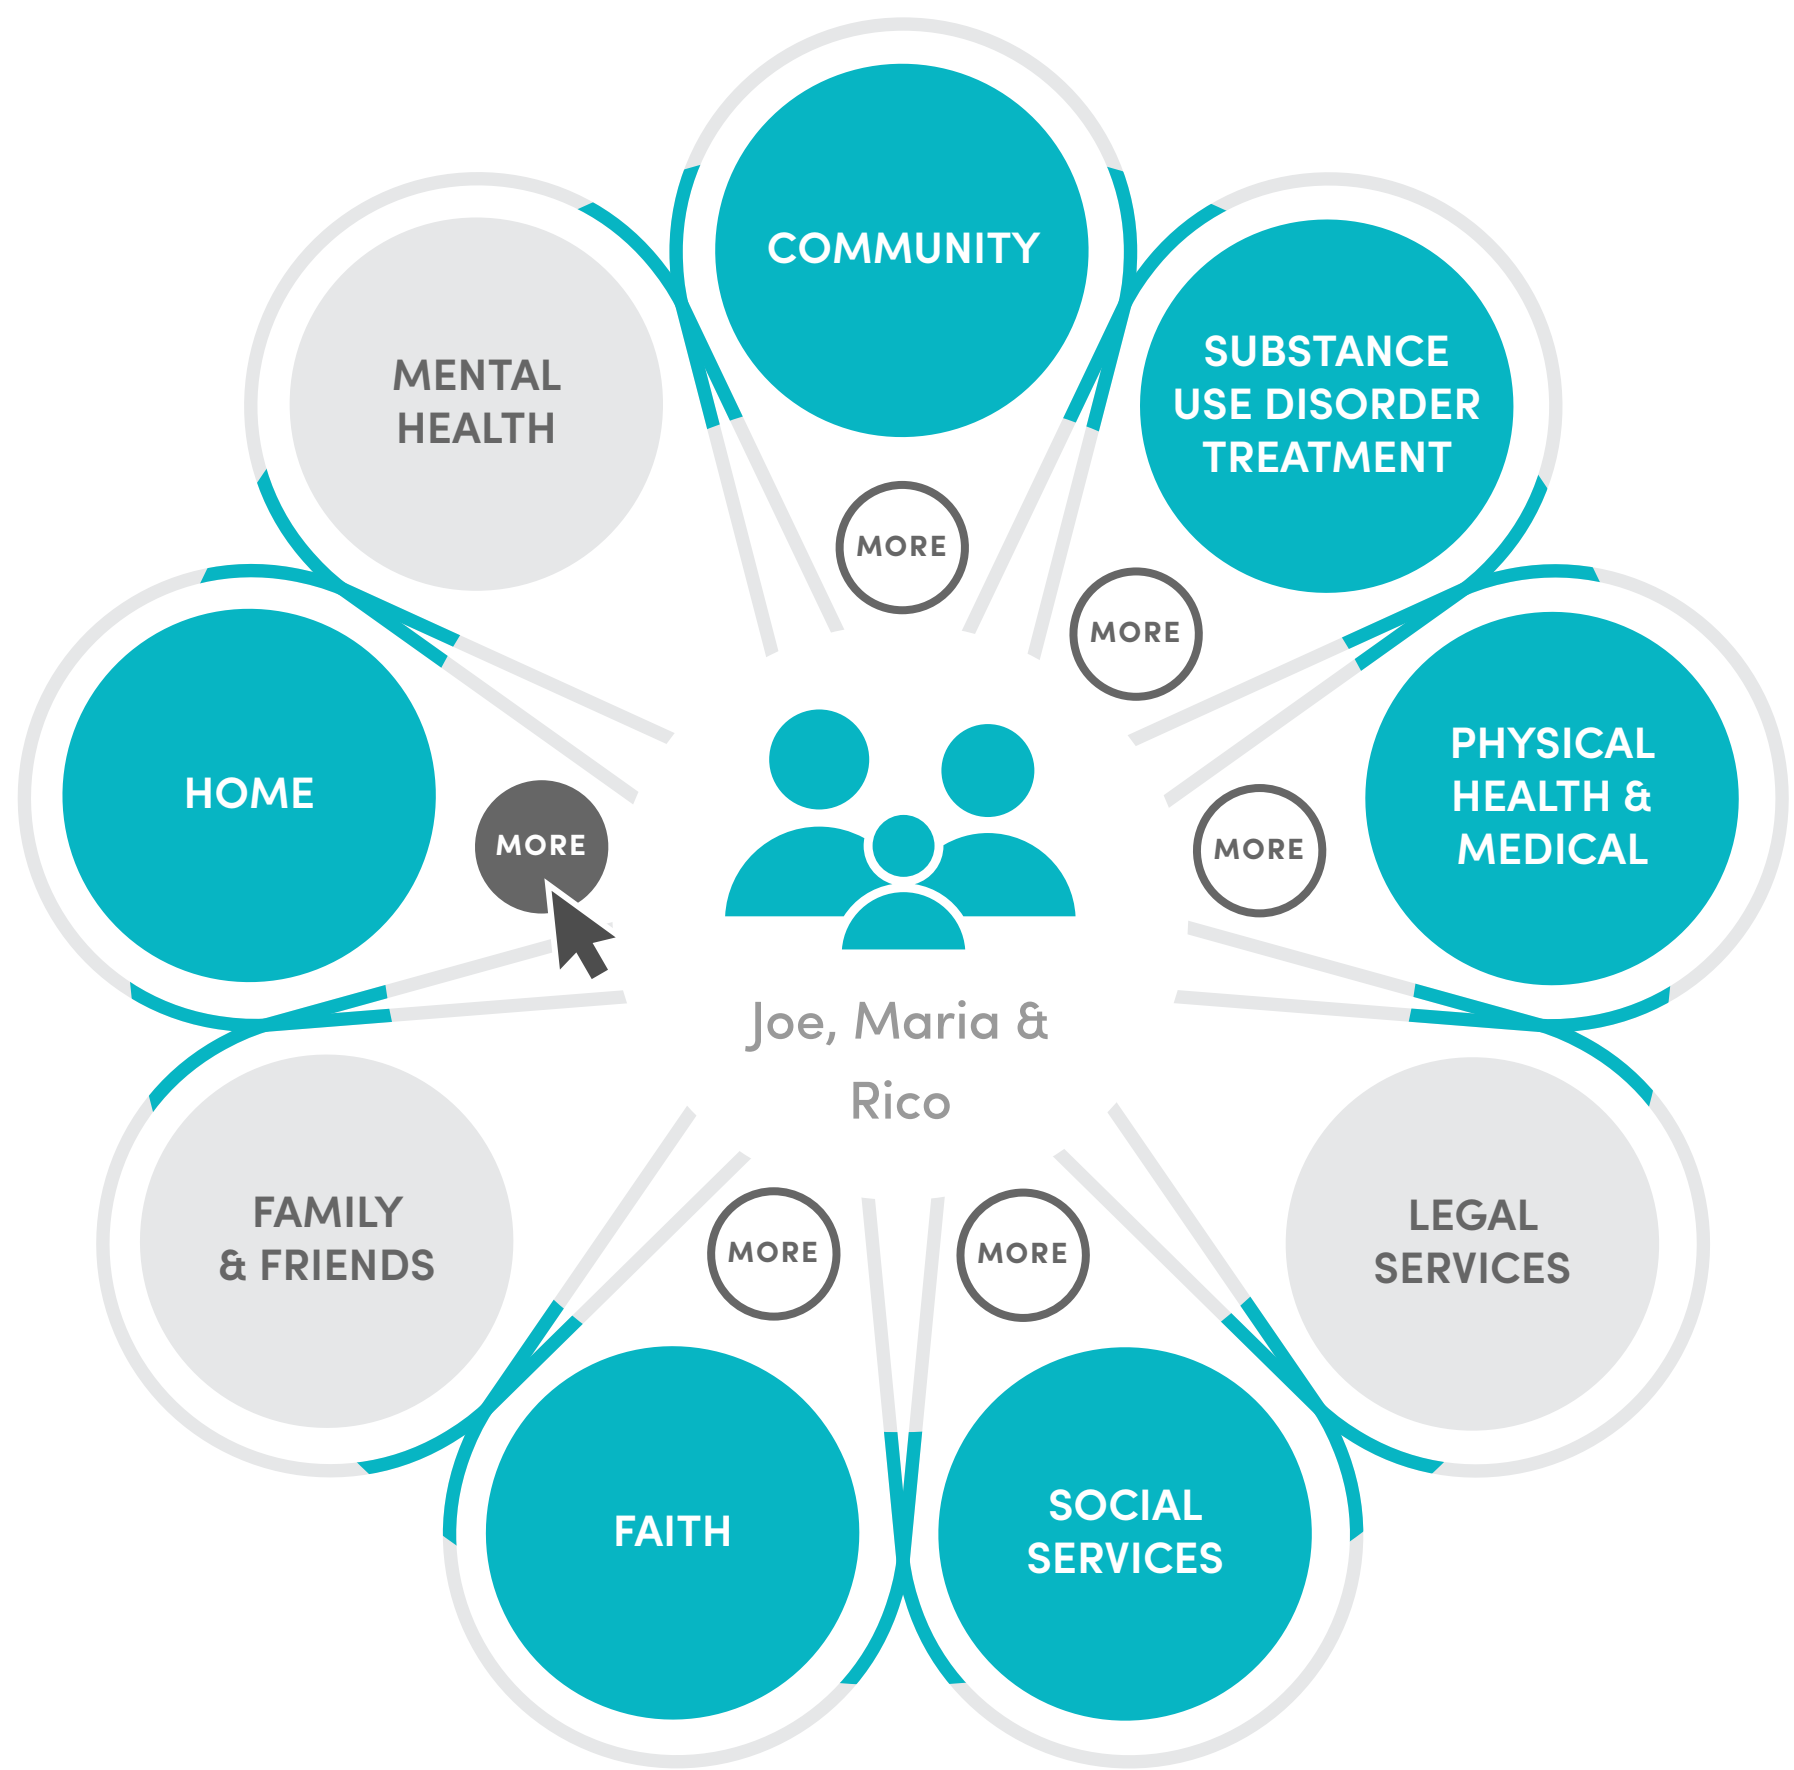 COMMUNITY
MORE
SUBSTANCE
USE DISORDER
TREATMENT
MORE
PHYSICAL
HEALTH &
MEDICAL
MORE
LEGAL
SERVICES
SOCIAL
SERVICES
MORE
FAITH
MORE
FAMILY
& FRIENDS
HOME
MORE
MENTAL
HEALTH
Joe, Maria &
Rico